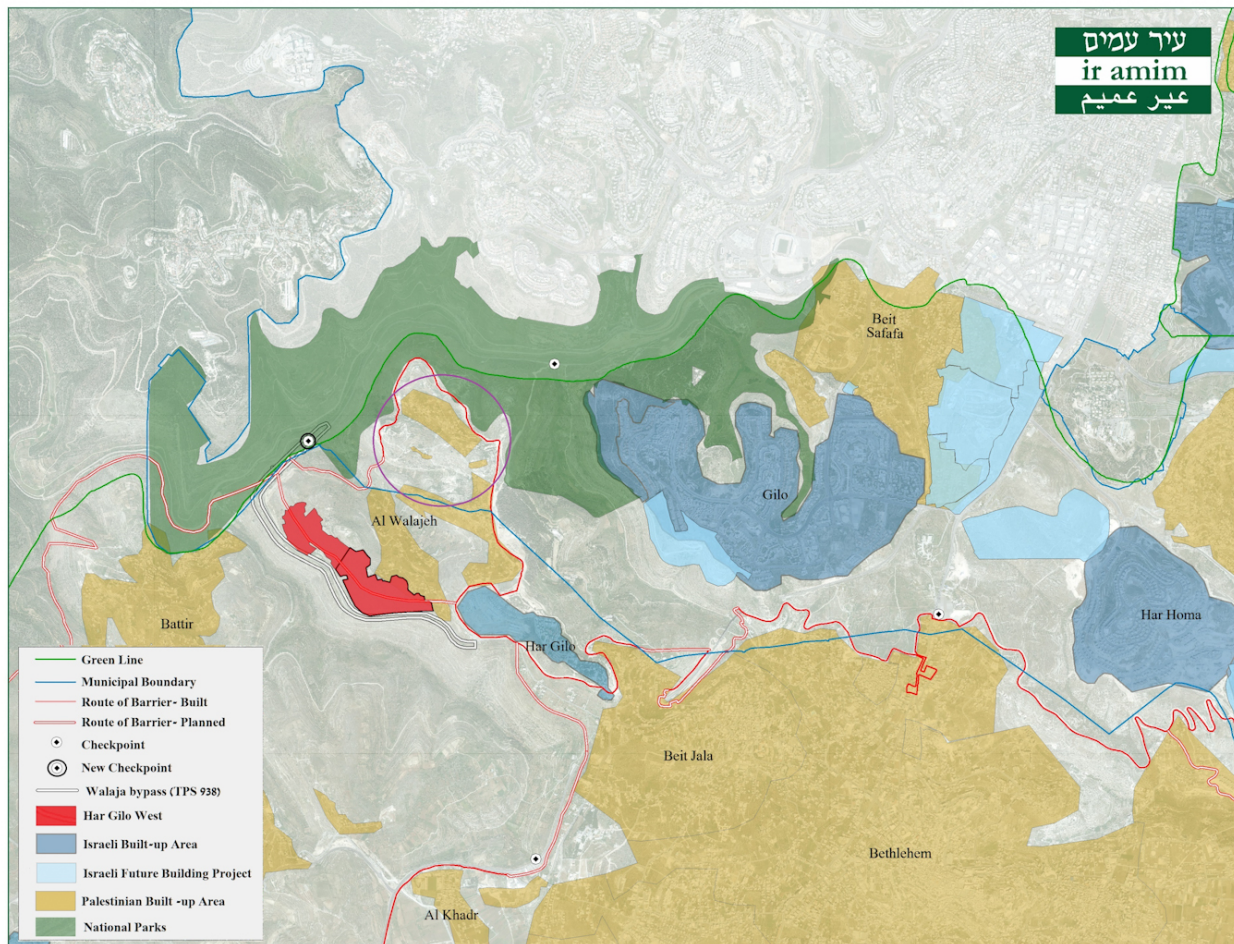 עיר עמים
ir amim
عير عميم
Beit
Safafa
Gilo
Al Walajeh
Battir
Har Gilo
Har Homa
Beit Jala
Bethlehem
Al Khadr
Green Line
Municipal Boundary
Route of Barrier- Built
Route of Barrier- Planned
Checkpoint
New Checkpoint
Walaja bypass (TPS 938)
Har Gilo West
Israeli Built-up Area
Israeli Future Building Project
Palestinian Built -up Area
National Parks